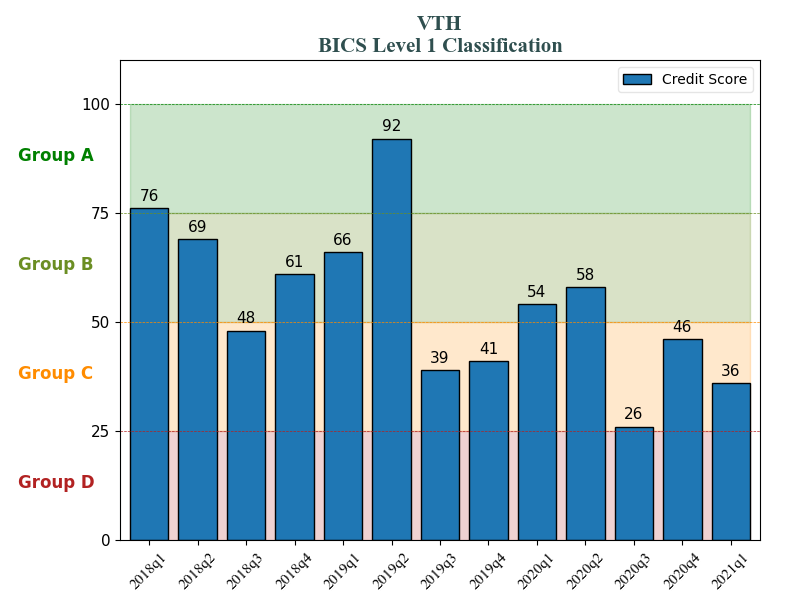 VTH
BICS Level 1 Classification
Credit Score
100
Group A
92
76
75
69
66
Group B
61
58
54
50
48
46
41
39
Group C
36
26
25
Group D
0
2018q1 2018q2 2018q3 2018q4 2019q1 2019q2 2019q3 2019q4 2020q1 2020q2 2020q3 2020q4 2021q1